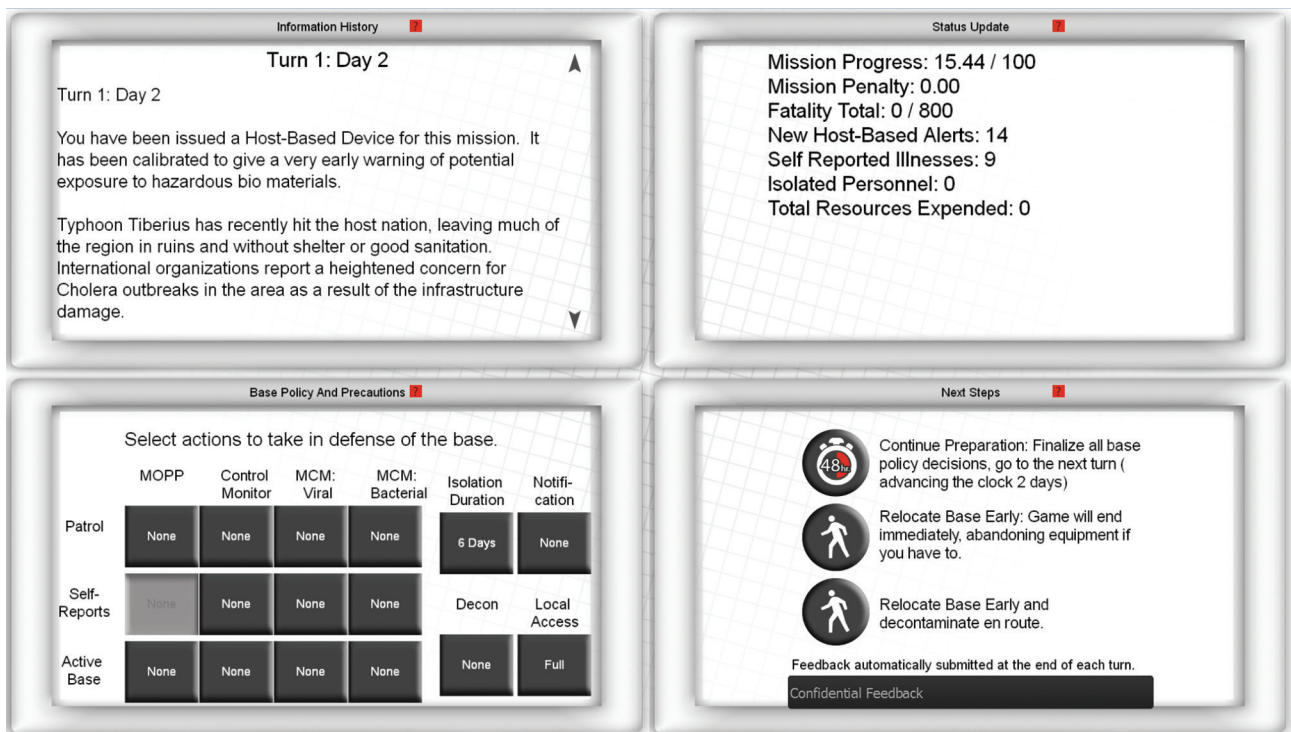 Information History ?
Turn 1: Day 2
Turn 1: Day 2
You have been issued a Host-Based Device for this mission. It
has been calibrated to give a very early warning of potential
exposure to hazardous bio materials.
Typhoon Tiberius has recently hit the host nation, leaving much of
the region in ruins and without shelter or good sanitation.
International organizations report a heightened concern for
Cholera outbreaks in the area as a result of the infrastructure
damage.
Status Update ?
Mission Progress: 15.44 / 100
Mission Penalty: 0.00
Fatality Total: 0 / 800
New Host-Based Alerts: 14
Self Reported Illnesses: 9
Isolated Personnel: 0
Total Resources Expended: 0
Base Policy And Precautions ?
Select actions to take in defense of the base.
MOPP
Control
Monitor
MCM:
Viral
MCM:
Bacterial
Isolation
Duration
Notifi-
cation
Patrol
None
None
None
None
6 Days
None
Self-
Reports
None
None
None
None
Decon
Local
Access
Active
Base
None
None
None
None
None
Full
Next Steps ?
48hr.
Continue Preparation: Finalize all base
policy decisions, go to the next turn (
advancing the clock 2 days)
Relocate Base Early: Game will end
immediately, abandoning equipment if
you have to.
Relocate Base Early and
decontaminate en route.
Feedback automatically submitted at the end of each turn.
Confidential Feedback